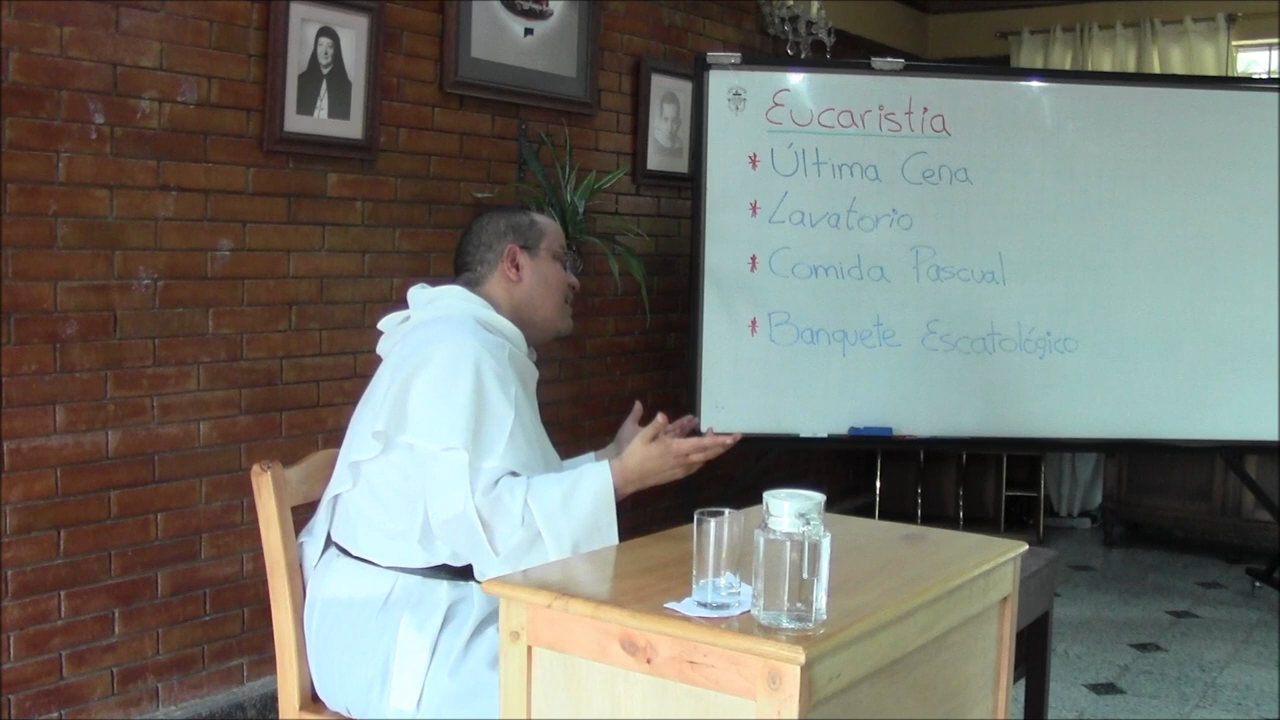 Eucaristia
* Última Cena
* Lavatorio
* Comida Pascual
* Banquete Escatológico